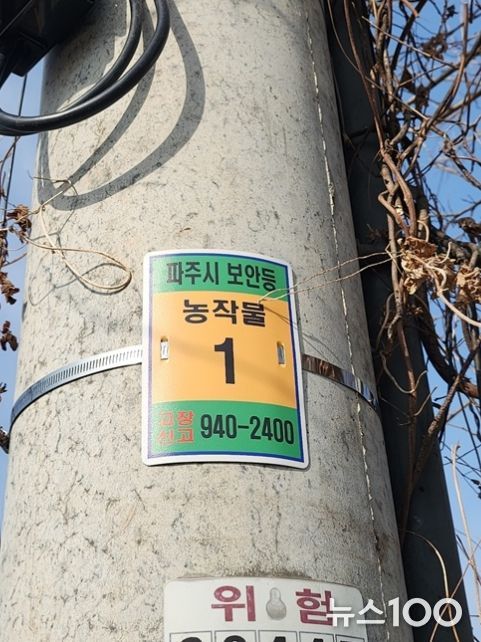 파주시 보안등
농작물
1
고장
신고 940-2400
위험
뉴스100